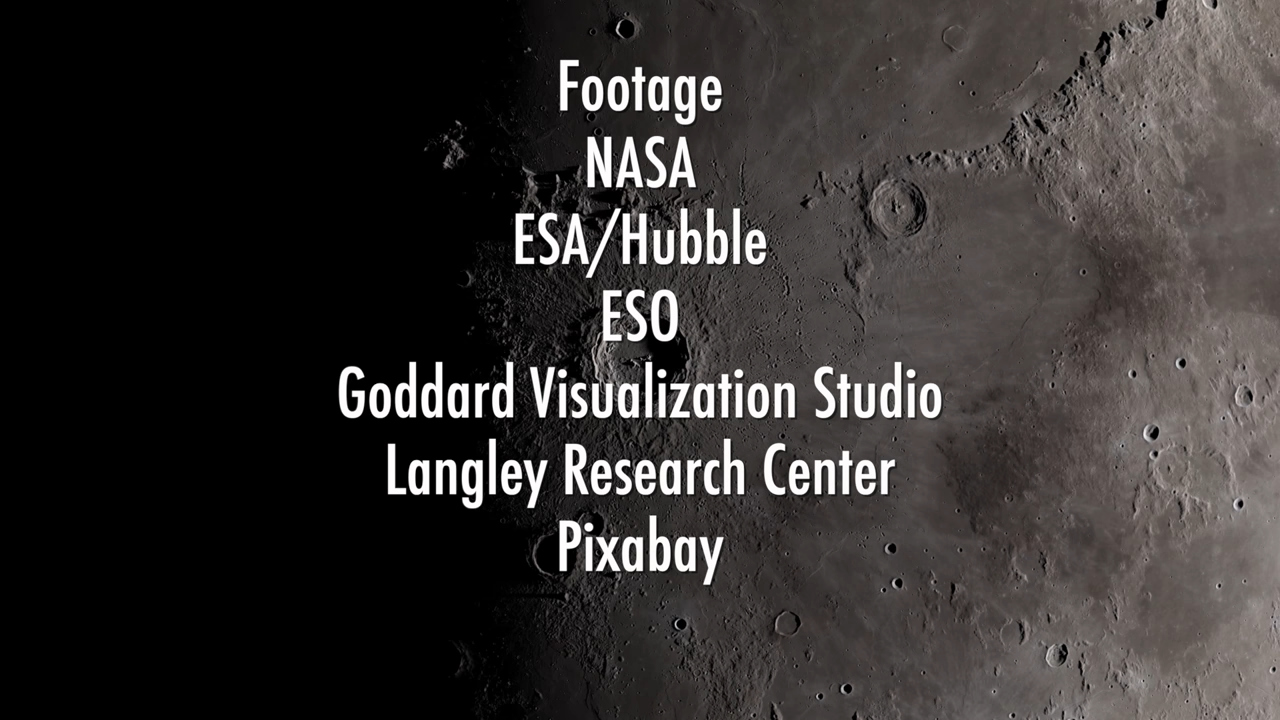 Footage
NASA
ESA/Hubble
ESO
Goddard Visualization Studio
Langley Research Center
Pixabay